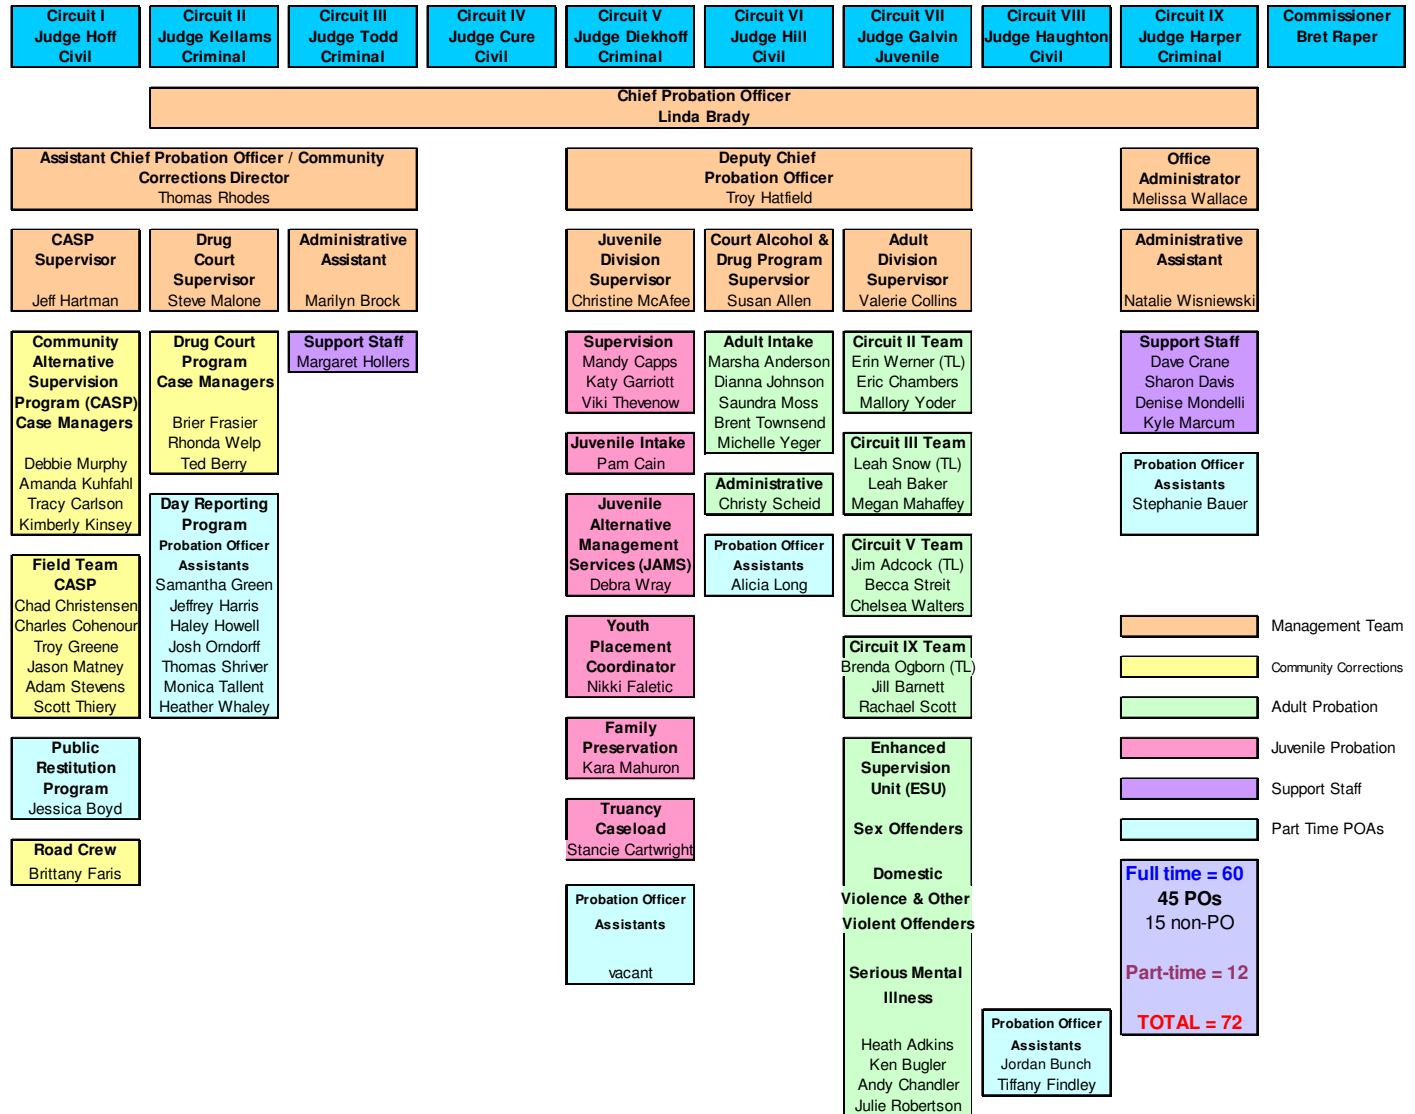 Circuit I
Judge Hoff
Civil
Circuit II
Judge Kellams
Criminal
Circuit III
Judge Todd
Criminal
Circuit IV
Judge Cure
Civil
Circuit V
Judge Diekhoff
Criminal
Circuit VI
Judge Hill
Civil
Circuit VII
Judge Galvin
Juvenile
Circuit VIII
Judge Haughton
Civil
Circuit IX
Judge Harper
Criminal
Commissioner
Bret Raper
Chief Probation Officer
Linda Brady
Assistant Chief Probation Officer / Community
Corrections Director
Thomas Rhodes
Deputy Chief
Probation Officer
Troy Hatfield
Office
Administrator
Melissa Wallace
CASP
Supervisor
Jeff Hartman
Drug
Court
Supervisor
Steve Malone
Administrative
Assistant
Marilyn Brock
Juvenile
Division
Supervisor
Christine McAfee
Court Alcohol &
Drug Program
Supervsior
Susan Allen
Adult
Division
Supervisor
Valerie Collins
Administrative
Assistant
Natalie Wisniewski
Community
Alternative
Supervision
Program (CASP)
Case Managers
Debbie Murphy
Amanda Kuhfahl
Tracy Carlson
Kimberly Kinsey
Drug Court
Program
Case Managers
Brier Frasier
Rhonda Welp
Ted Berry
Support Staff
Margaret Hollers
Supervision
Mandy Capps
Katy Garriott
Viki Thevenow
Adult Intake
Marsha Anderson
Dianna Johnson
Saundra Moss
Brent Townsend
Michelle Yeger
Circuit II Team
Erin Werner (TL)
Eric Chambers
Mallory Yoder
Support Staff
Dave Crane
Sharon Davis
Denise Mondelli
Kyle Marcum
Juvenile Intake
Pam Cain
Circuit III Team
Leah Snow (TL)
Leah Baker
Megan Mahaffey
Probation Officer
Assistants
Stephanie Bauer
Administrative
Christy Scheid
Day Reporting
Program
Probation Officer
Assistants
Samantha Green
Jeffrey Harris
Haley Howell
Josh Orndorff
Thomas Shriver
Monica Tallent
Heather Whaley
Juvenile
Alternative
Management
Services (JAMS)
Debra Wray
Probation Officer
Assistants
Alicia Long
Circuit V Team
Jim Adcock (TL)
Becca Streit
Chelsea Walters
Field Team
CASP
Chad Christensen
Charles Cohenour
Troy Greene
Jason Matney
Adam Stevens
Scott Thiery
Youth
Placement
Coordinator
Nikki Faletic
Circuit IX Team
Brenda Ogborn (TL)
Jill Barnett
Rachael Scott
Management Team
Community Corrections
Adult Probation
Juvenile Probation
Support Staff
Part Time POAs
Public
Restitution
Program
Jessica Boyd
Family
Preservation
Kara Mahuron
Enhanced
Supervision
Unit (ESU)
Sex Offenders
Domestic
Violence & Other
Violent Offenders
Serious Mental
Illness
Heath Adkins
Ken Bugler
Andy Chandler
Julie Robertson
Truancy
Caseload
Stancie Cartwright
Road Crew
Brittany Faris
Probation Officer
Assistants
vacant
Full time = 60
45 POs
15 non-PO
Part-time = 12
TOTAL = 72
Probation Officer
Assistants
Jordan Bunch
Tiffany Findley